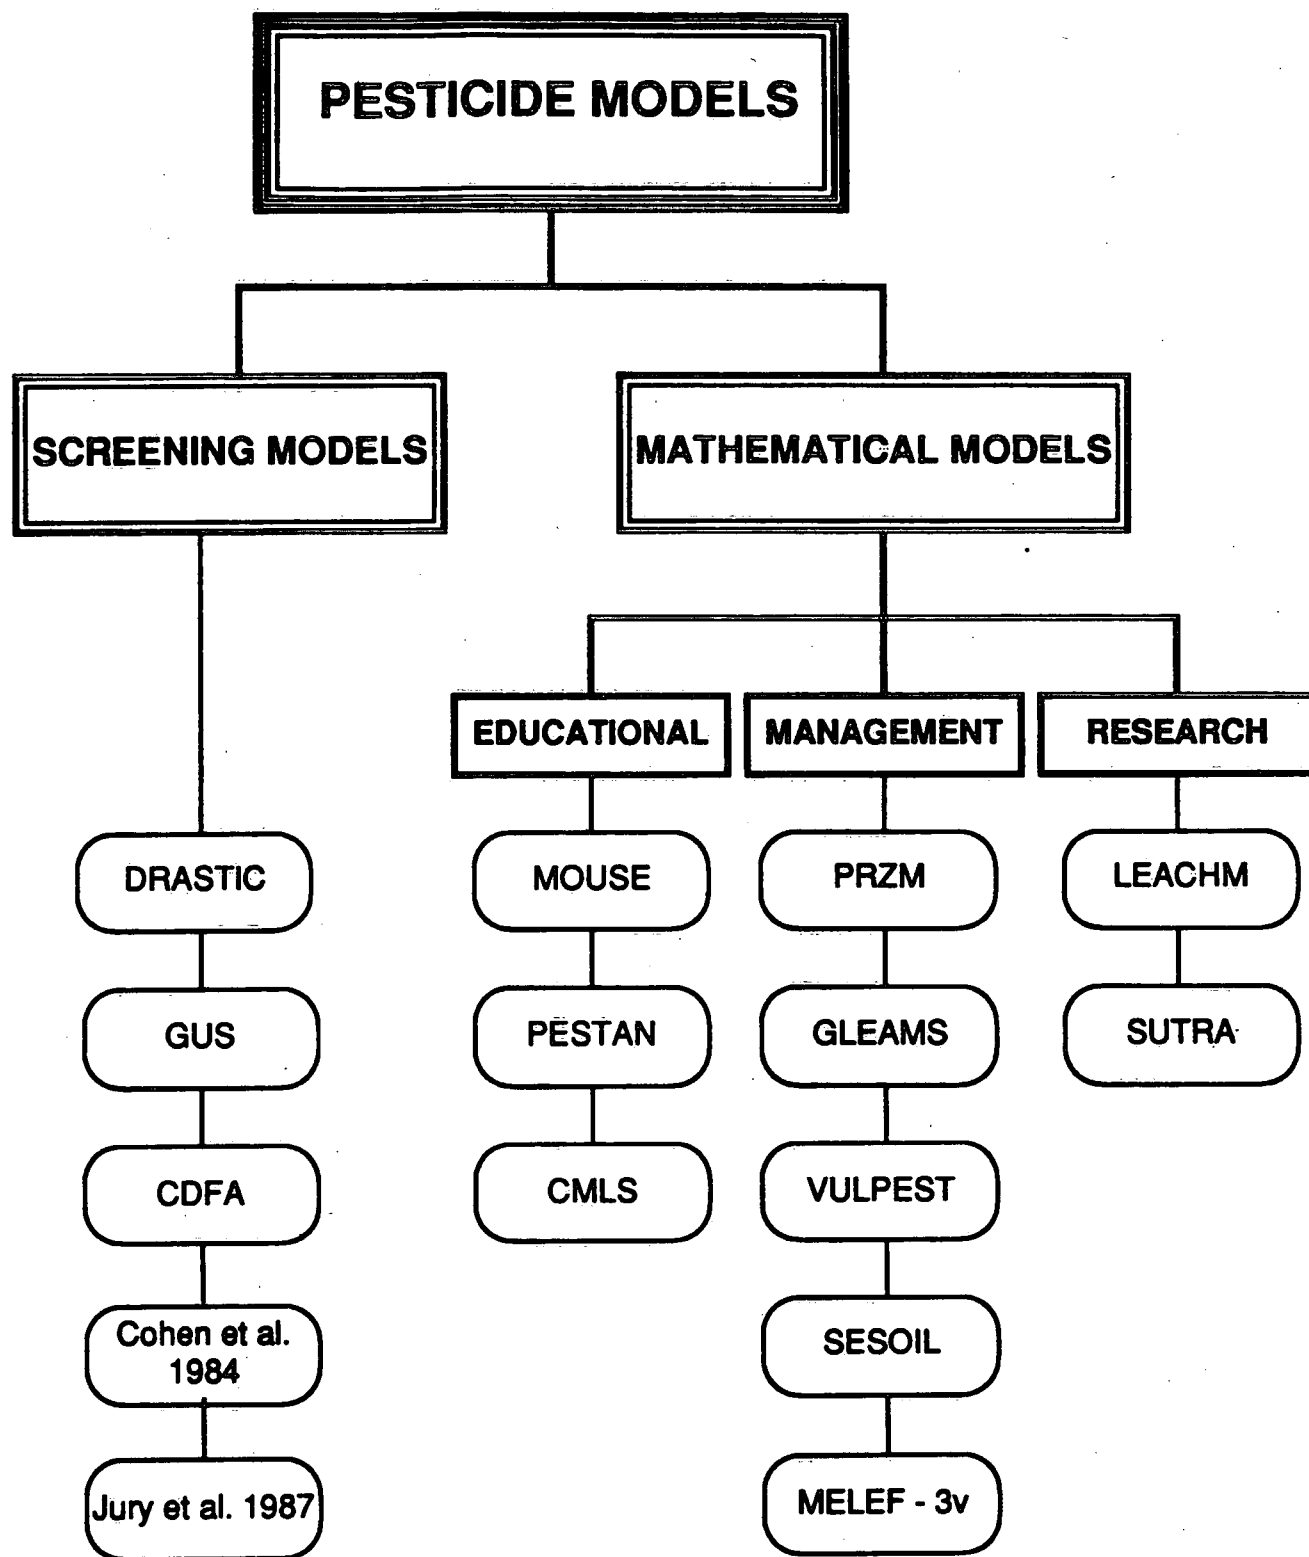 PESTICIDE MODELS
SCREENING MODELS
MATHEMATICAL MODELS
EDUCATIONAL
MANAGEMENT
RESEARCH
DRASTIC
MOUSE
PRZM
LEACHM
GUS
PESTAN
GLEAMS
SUTRA
CDFA
CMLS
VULPEST
Cohen et al.
1984
SESOIL
Jury et al. 1987
MELEF - 3v